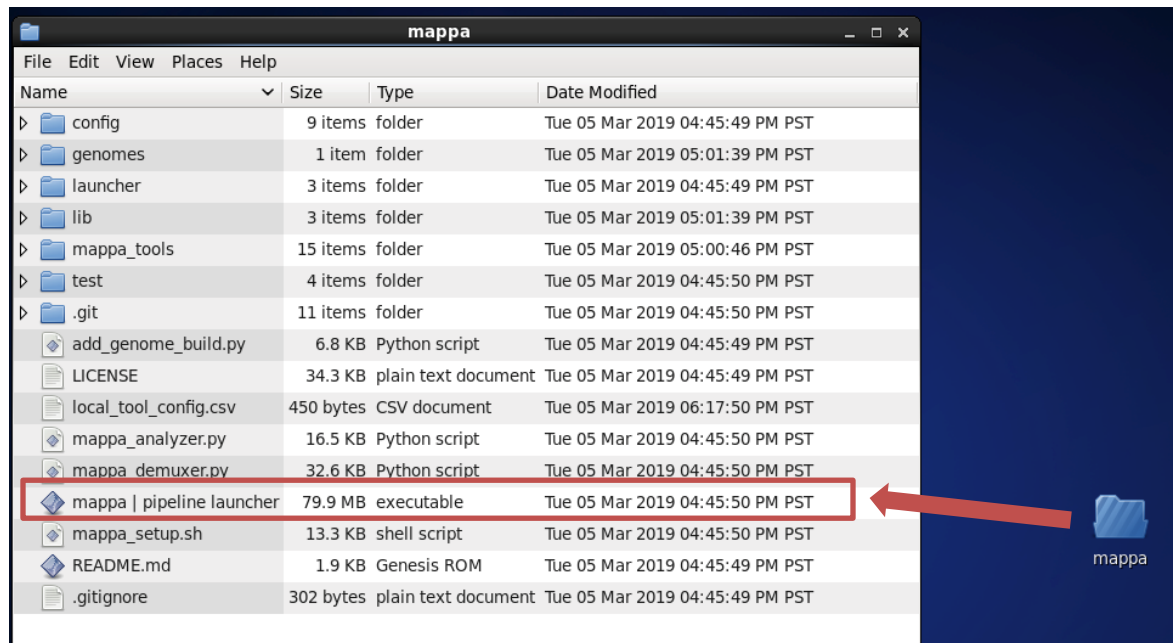 mappa
File Edit View Places Help
Name Size Type Date Modified
config 9 items folder Tue 05 Mar 2019 04:45:49 PM PST
genomes 1 item folder Tue 05 Mar 2019 05:01:39 PM PST
launcher 3 items folder Tue 05 Mar 2019 04:45:49 PM PST
lib 3 items folder Tue 05 Mar 2019 05:01:39 PM PST
mappa_tools 15 items folder Tue 05 Mar 2019 05:00:46 PM PST
test 4 items folder Tue 05 Mar 2019 04:45:50 PM PST
.git 11 items folder Tue 05 Mar 2019 04:45:50 PM PST
add_genome_build.py 6.8 KB Python script Tue 05 Mar 2019 04:45:49 PM PST
LICENSE 34.3 KB plain text document Tue 05 Mar 2019 04:45:49 PM PST
local_tool_config.csv 450 bytes CSV document Tue 05 Mar 2019 06:17:50 PM PST
mappa_analyzer.py 16.5 KB Python script Tue 05 Mar 2019 04:45:50 PM PST
mappa_demuxer.py 32.6 KB Python script Tue 05 Mar 2019 04:45:50 PM PST
mappa | pipeline launcher 79.9 MB executable Tue 05 Mar 2019 04:45:50 PM PST
mappa_setup.sh 13.3 KB shell script Tue 05 Mar 2019 04:45:50 PM PST
README.md 1.9 KB Genesis ROM Tue 05 Mar 2019 04:45:49 PM PST
.gitignore 302 bytes plain text document Tue 05 Mar 2019 04:45:49 PM PST
mappa